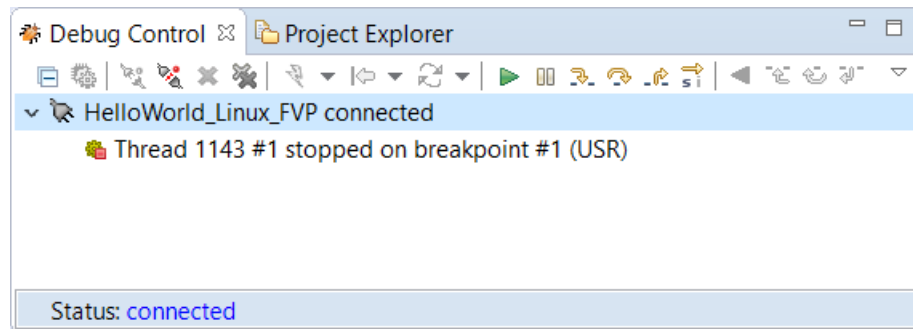 Debug Control Project Explorer
HelloWorld_Linux_FVP connected
Thread 1143 #1 stopped on breakpoint #1 (USR)
Status: connected